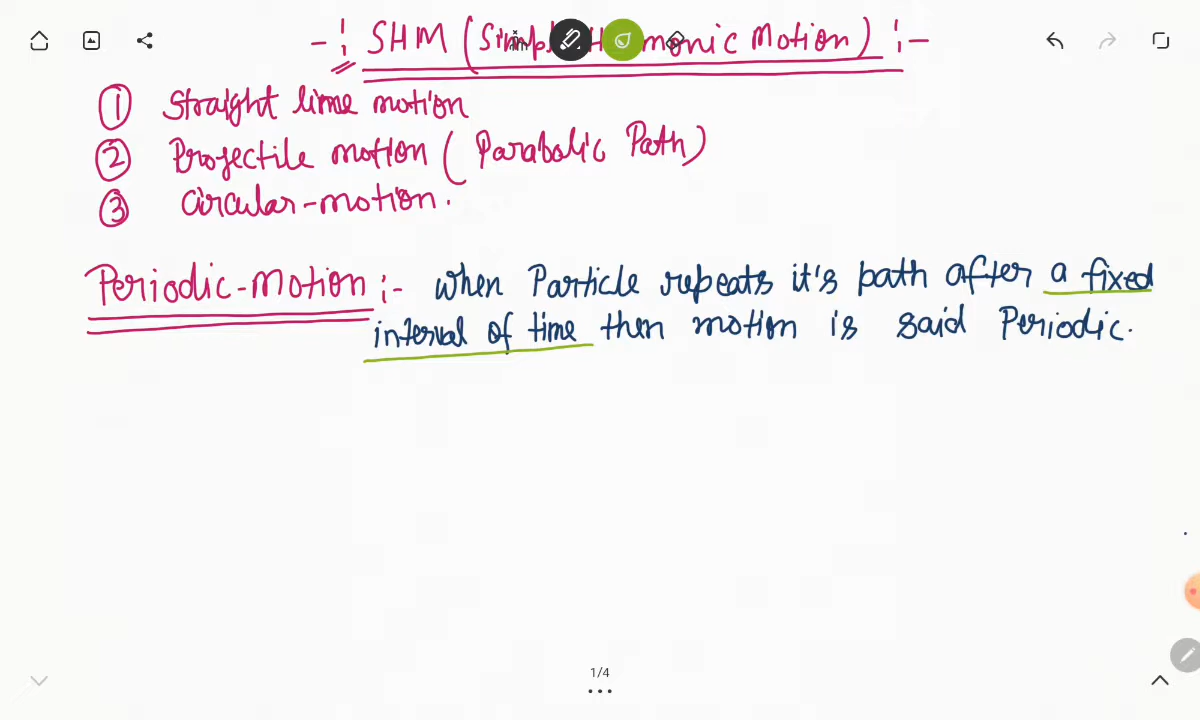 -: SHM (Simple Harmonic Motion) :-
① Straight line motion
② Projectile motion (Parabolic Path)
③ Circular-motion.
Periodic-Motion :- when Particle repeats it's path after a fixed
interval of time then motion is said Periodic.
1/4